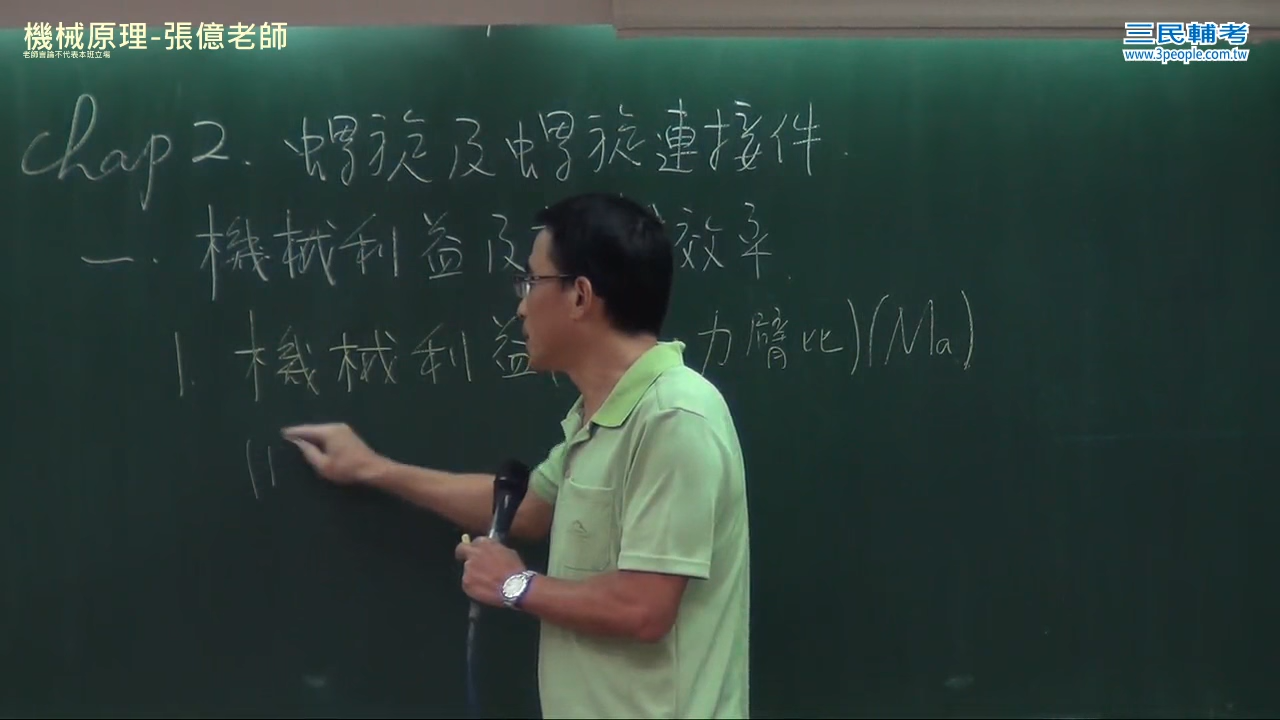 機械原理-張億老師
老師言論不代表本班立場
三民輔考
www.3people.com.tw
Chap 2. 螺旋及螺旋連接件.
一. 機械利益及 效率.
1. 機械利益 力臂比)(Ma)
(1